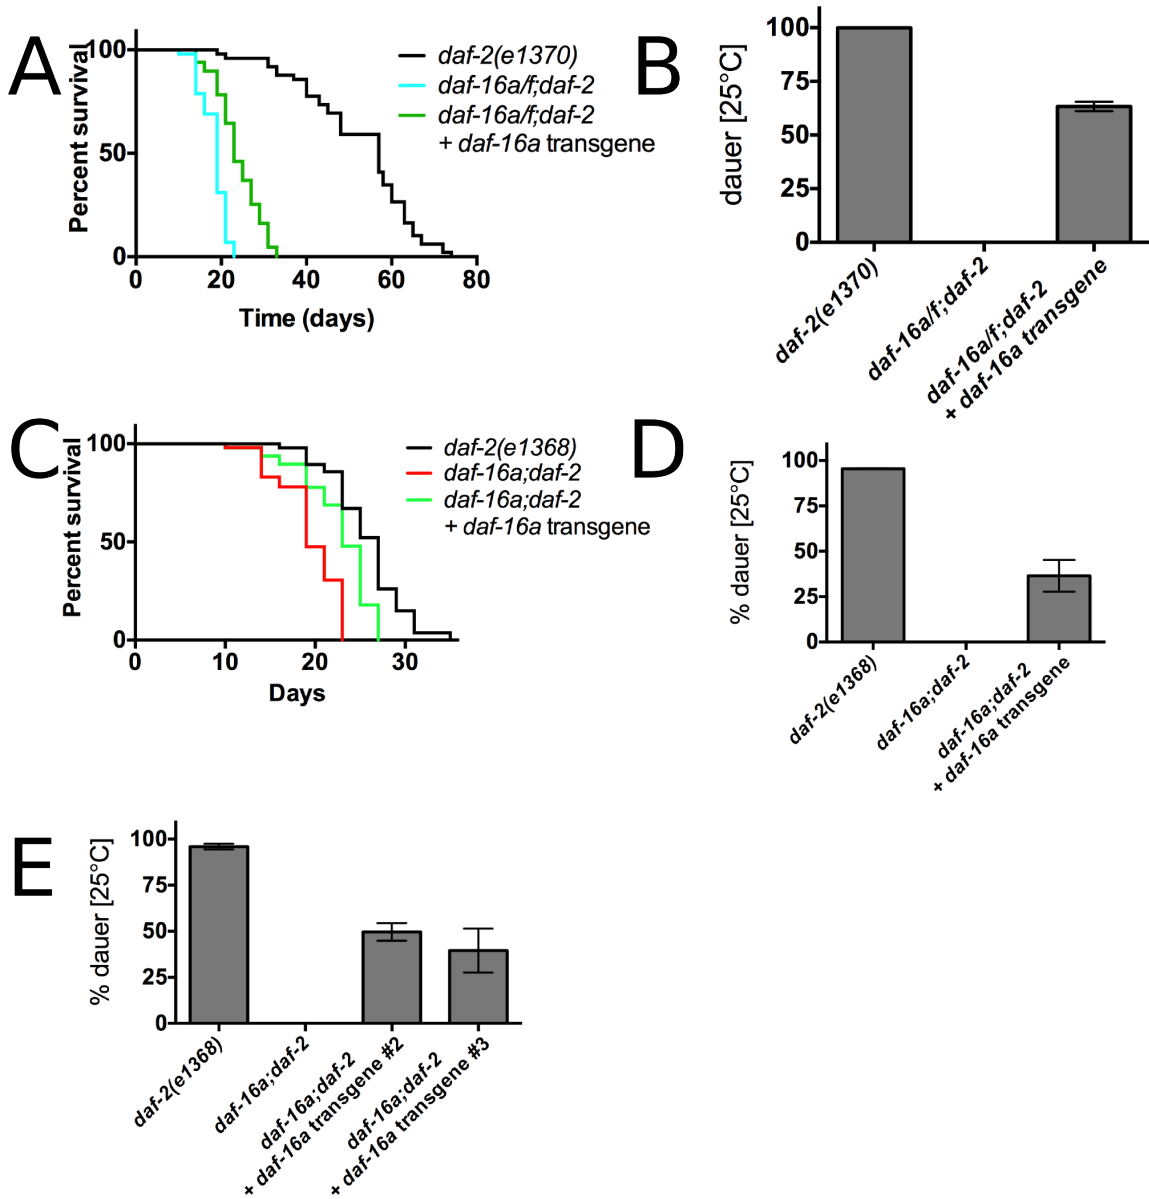 A
Percent survival
100
50
0
0 20 40 60 80
Time (days)
daf-2(e1370)
daf-16a/f;daf-2
daf-16a/f;daf-2
+ daf-16a transgene
B
dauer [25°C]
100
75
50
25
0
daf-2(e1370)
daf-16a/f;daf-2
daf-16a/f;daf-2
+ daf-16a transgene
C
Percent survival
100
50
0
0 10 20 30
Days
daf-2(e1368)
daf-16a;daf-2
daf-16a;daf-2
+ daf-16a transgene
D
% dauer [25°C]
100
75
50
25
0
daf-2(e1368)
daf-16a;daf-2
daf-16a;daf-2
+ daf-16a transgene
E
% dauer [25°C]
100
75
50
25
0
daf-2(e1368)
daf-16a;daf-2
daf-16a;daf-2
+ daf-16a transgene #2
daf-16a;daf-2
+ daf-16a transgene #3